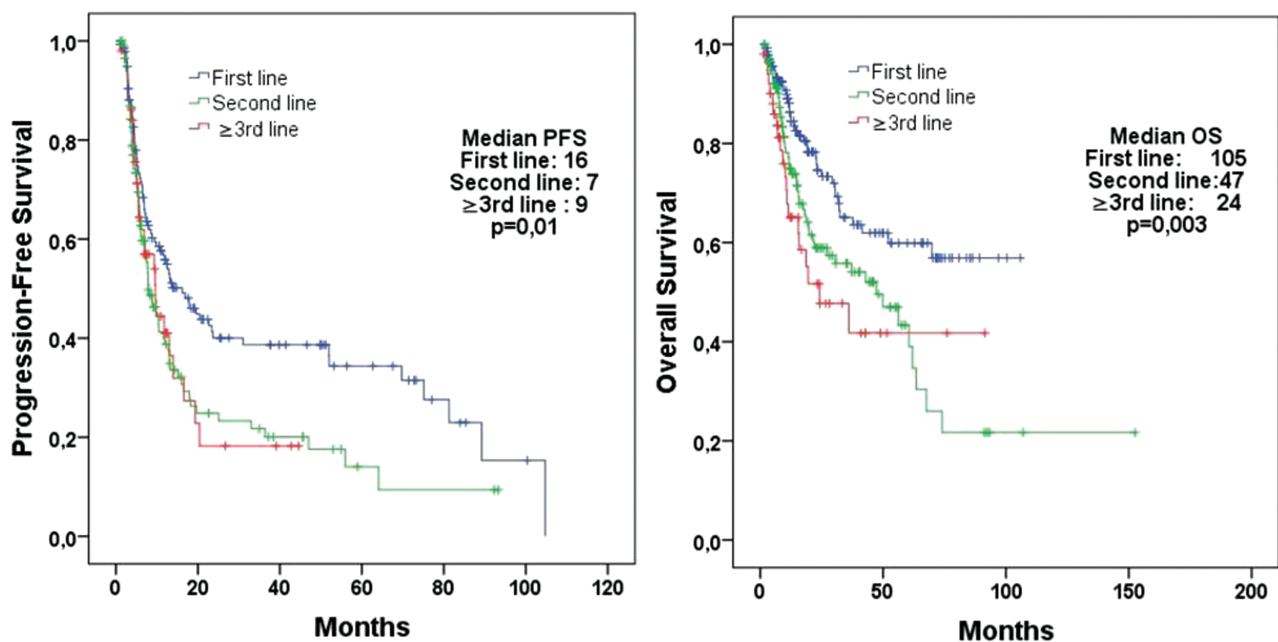 1,0
0,8
0,6
0,4
0,2
0,0
Progression-Free Survival
First line
Second line
≥3rd line
Median PFS
First line: 16
Second line: 7
≥3rd line : 9
p=0,01
0 20 40 60 80 100 120
Months
1,0
0,8
0,6
0,4
0,2
0,0
Overall Survival
First line
Second line
≥3rd line
Median OS
First line: 105
Second line:47
≥3rd line: 24
p=0,003
0 50 100 150 200
Months